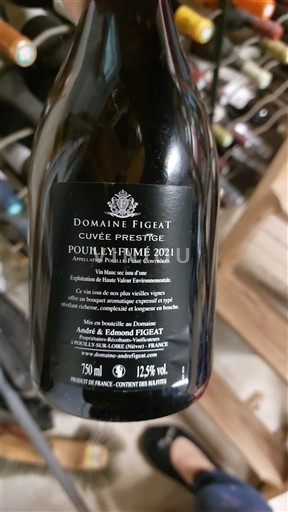 DOMAINE FIGEAT
CUVÉE PRESTIGE
POUILLY-FUMÉ 2021
APPELLATION POUILLY-FUMÉ CONTRÔLÉE
Vin blanc sec issu d'une
Exploitation de Haute Valeur Environnementale.
Ce vin issu de nos plus vieilles vignes
offre un bouquet aromatique expressif et typé
révélant richesse, complexité et longueur en bouche.
Mis en bouteille au Domaine
André & Edmond FIGEAT
Propriétaires-Récoltants-Vinificateurs
à POUILLY-SUR-LOIRE (Nièvre) - FRANCE
www.domaine-andrefigeat.com
750 ml 12,5% vol.
PRODUIT DE FRANCE - CONTIENT DES SULFITES